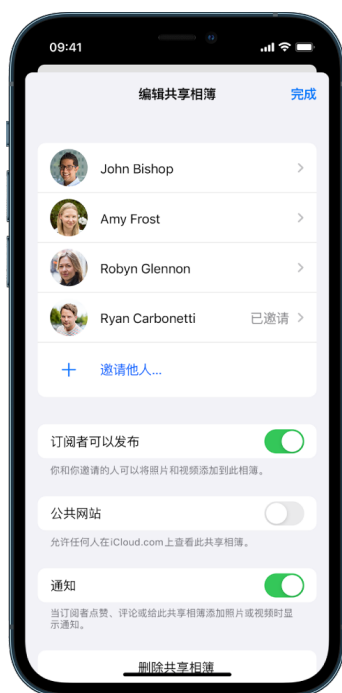 09:41
编辑共享相簿
完成
John Bishop
Amy Frost
Robyn Glennon
Ryan Carbonetti 已邀请
邀请他人...
订阅者可以发布
你和你邀请的人可以将照片和视频添加到此相簿。
公共网站
允许任何人在iCloud.com上查看此共享相簿。
通知
当订阅者点赞、评论或给此共享相簿添加照片或视频时显
示通知。
删除共享相簿